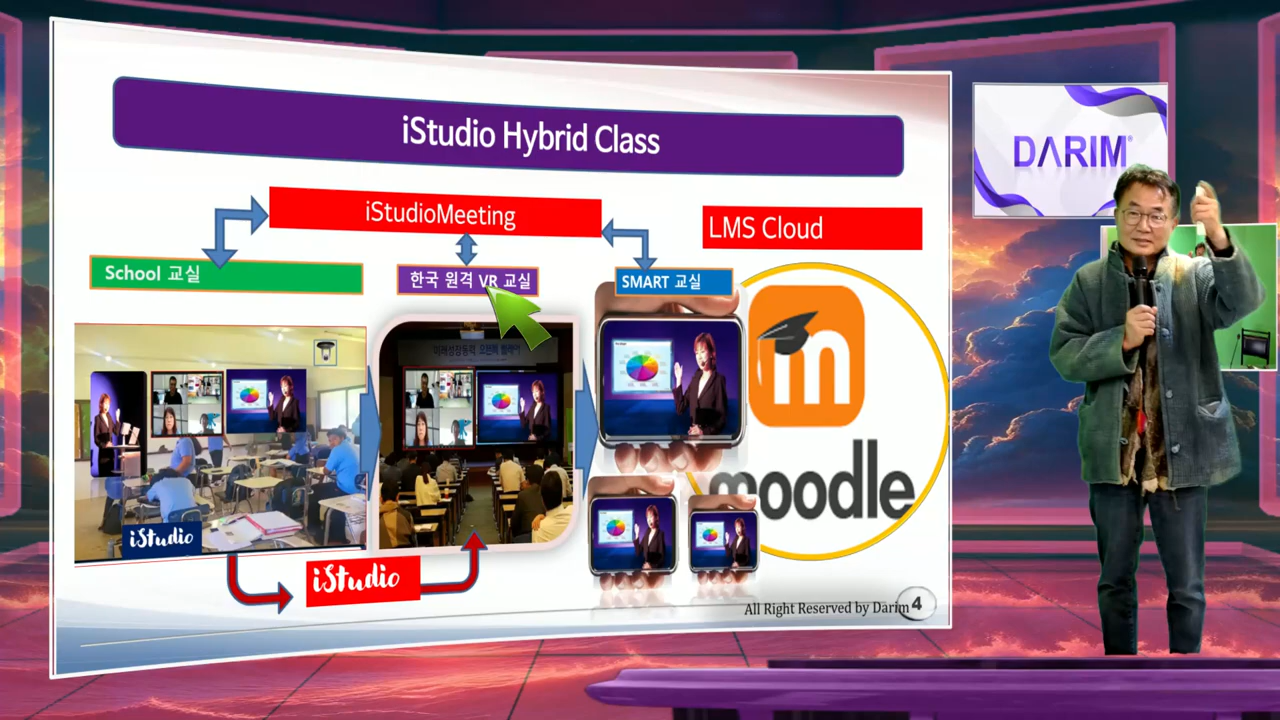 iStudio Hybrid Class
DARIM®
iStudioMeeting
LMS Cloud
School 교실
한국 원격 VR 교실
SMART 교실
moodle
iStudio
iStudio
All Right Reserved by Darim 4